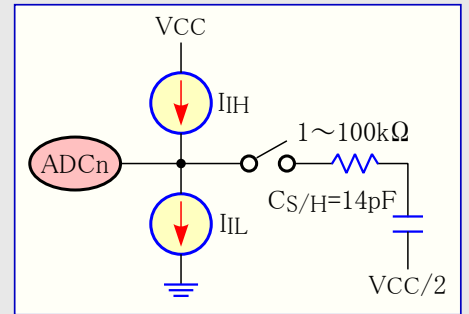 VCC
IIH
1～100kΩ
ADCn
CS/H=14pF
IIL
VCC/2